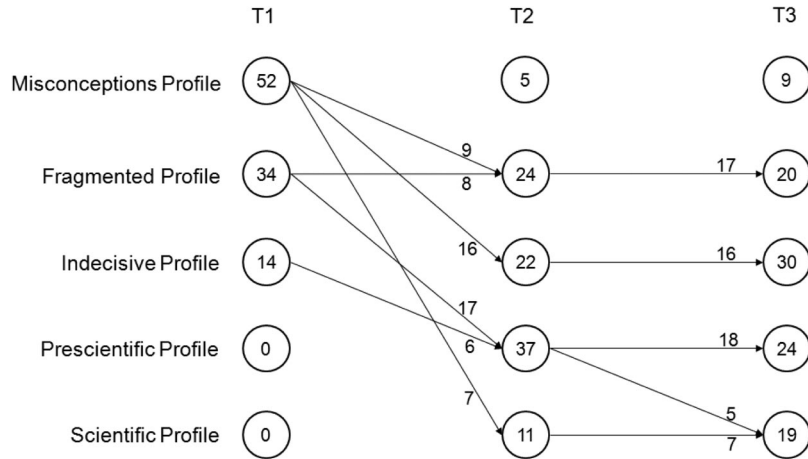 T1 T2 T3
Misconceptions Profile 52 5 9
9
Fragmented Profile 34 8 24 17 20
Indecisive Profile 14 16 22 16 30
17
Prescientific Profile 0 6 37 18 24
7 5
Scientific Profile 0 11 7 19